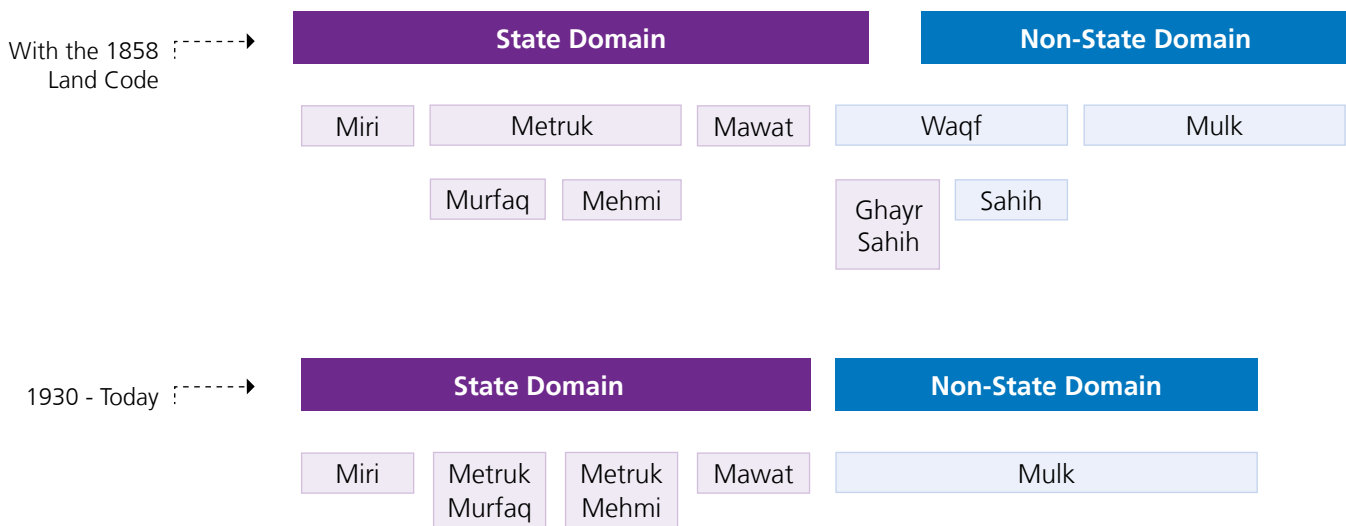 With the 1858
Land Code
State Domain
Non-State Domain
Miri
Metruk
Mawat
Waqf
Mulk
Murfaq
Mehmi
Ghayr
Sahih
Sahih
1930 - Today
State Domain
Non-State Domain
Miri
Metruk
Murfaq
Metruk
Mehmi
Mawat
Mulk